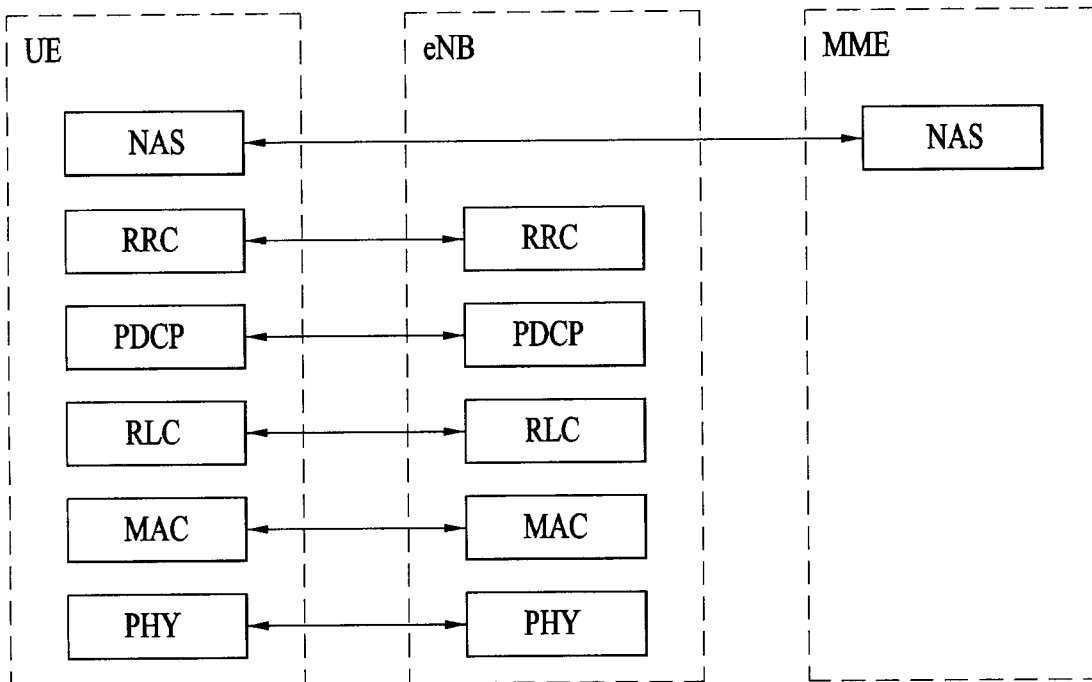 UE eNB MME
NAS NAS
RRC RRC
PDCP PDCP
RLC RLC
MAC MAC
PHY PHY